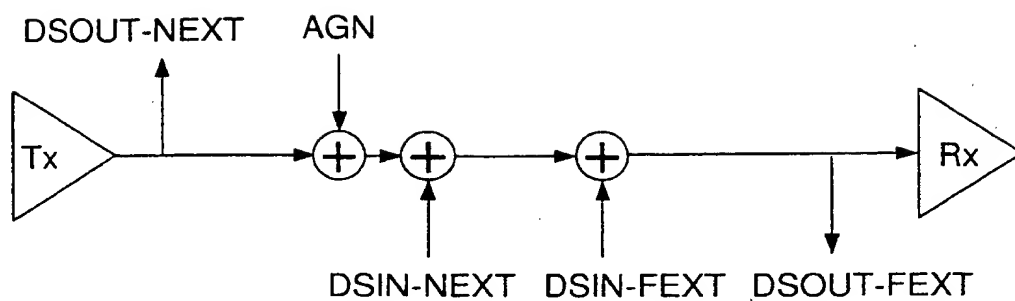 DSOUT-NEXT AGN
Tx + + + Rx
DSIN-NEXT DSIN-FEXT DSOUT-FEXT